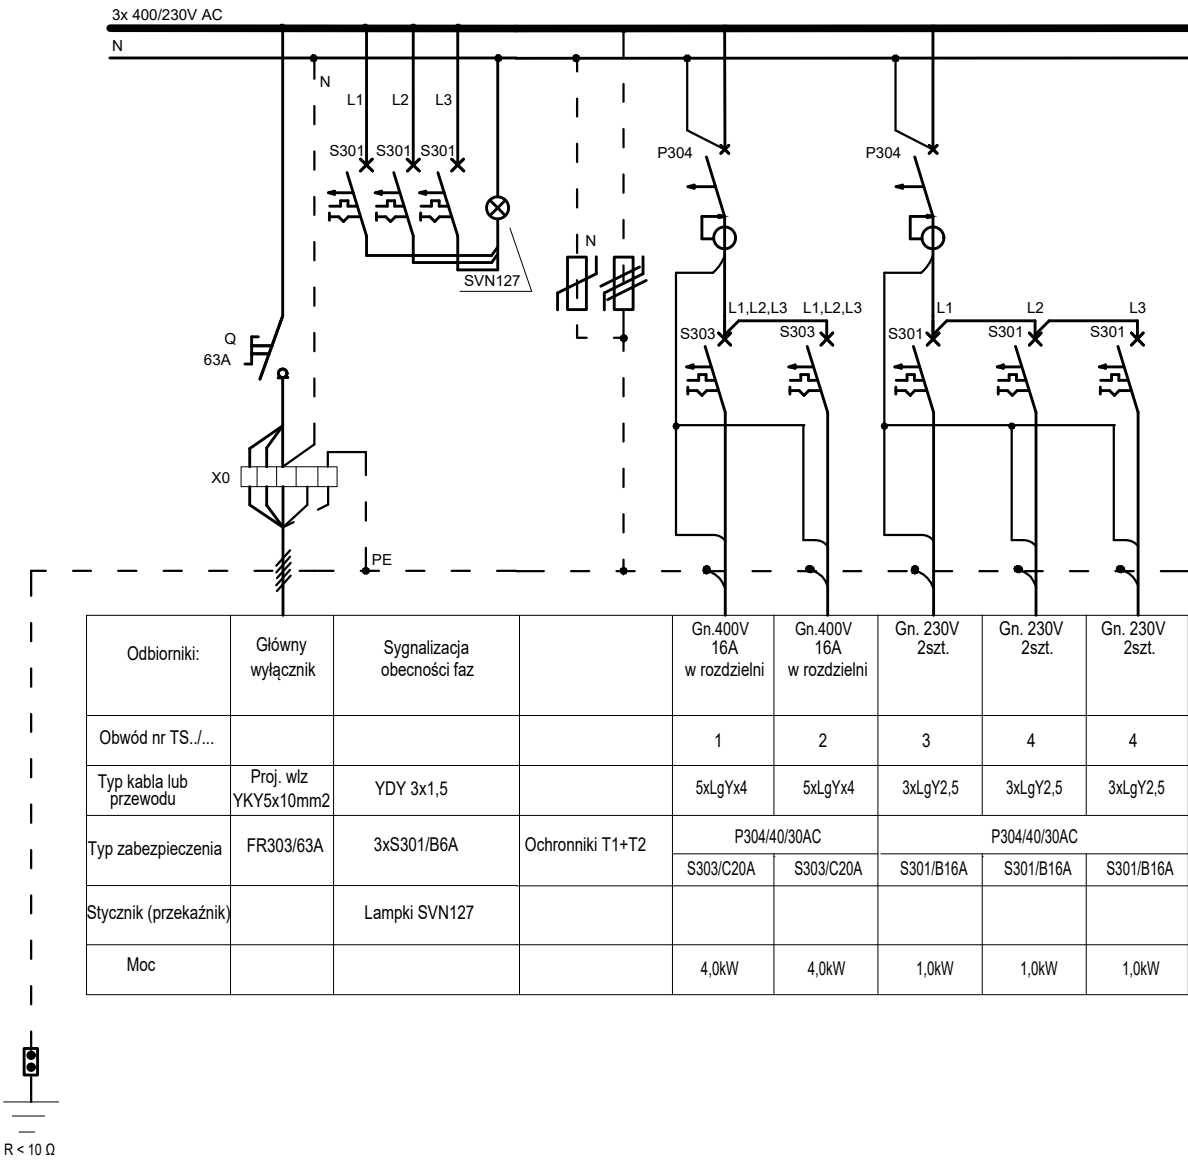 3x 400/230V AC
N
N
L1 L2 L3
S301 S301 S301
P304 P304
N
SVN127
L1,L2,L3 L1,L2,L3 L1 L2 L3
Q
63A
S303 S303 S301 S301 S301
X0
PE
Odbiorniki:
Główny
wyłącznik
Sygnalizacja
obecności faz
Gn.400V
16A
w rozdzielni
Gn.400V
16A
w rozdzielni
Gn. 230V
2szt.
Gn. 230V
2szt.
Gn. 230V
2szt.
Obwód nr TS../... 1 2 3 4 4
Typ kabla lub
przewodu
Proj. wlz
YKY5x10mm2
YDY 3x1,5 5xLgYx4 5xLgYx4 3xLgY2,5 3xLgY2,5 3xLgY2,5
Typ zabezpieczenia FR303/63A 3xS301/B6A Ochronniki T1+T2
P304/40/30AC P304/40/30AC
S303/C20A S303/C20A S301/B16A S301/B16A S301/B16A
Stycznik (przekaźnik) Lampki SVN127
Moc 4,0kW 4,0kW 1,0kW 1,0kW 1,0kW
R < 10 Ω